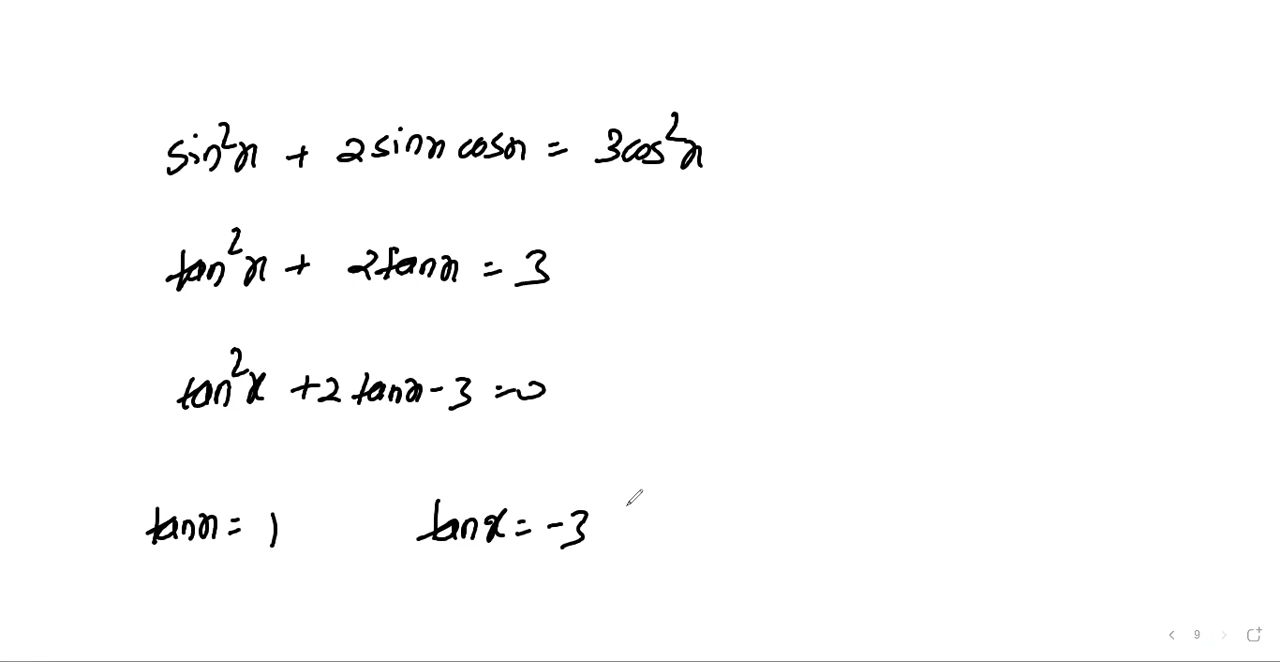 sin²x + 2sinx cosx = 3cos²x
tan²x + 2tanx = 3
tan²x + 2tanx - 3 = 0
tanx = 1 tanx = -3
< 9 >